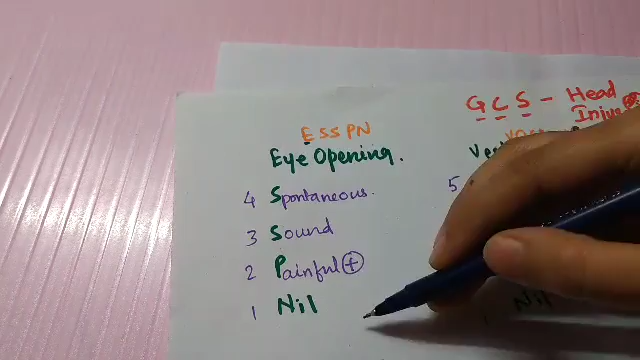 GCS - Head
ESSPN
Eye Opening.
4 Spontaneous.
5
3 Sound
2 Painful +
1 Nil
Nil